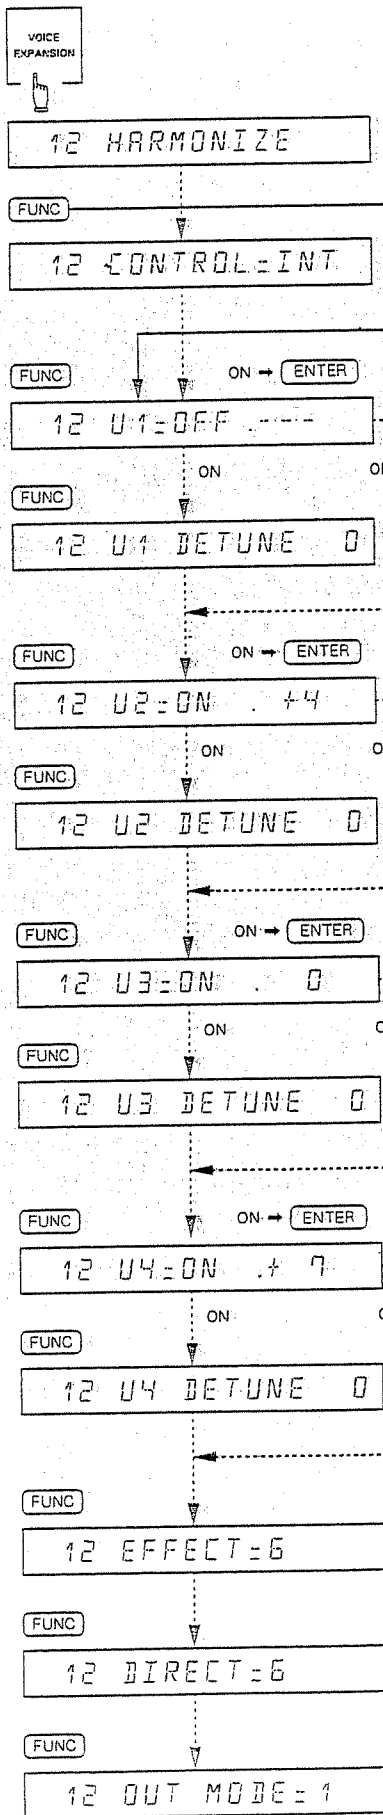 VOICE
EXPANSION
12 HARMONIZE
FUNC
12 CONTROL=INT
FUNC
ON → ENTER
12 U1=OFF .---
ON
FUNC
12 U1 DETUNE 0
FUNC
ON → ENTER
12 U2=ON . +4
ON
FUNC
12 U2 DETUNE 0
FUNC
ON → ENTER
12 U3=ON . 0
ON
FUNC
12 U3 DETUNE 0
FUNC
ON → ENTER
12 U4=ON .+ 7
ON
FUNC
12 U4 DETUNE 0
FUNC
12 EFFECT=6
FUNC
12 DIRECT=6
FUNC
12 OUT MODE=1